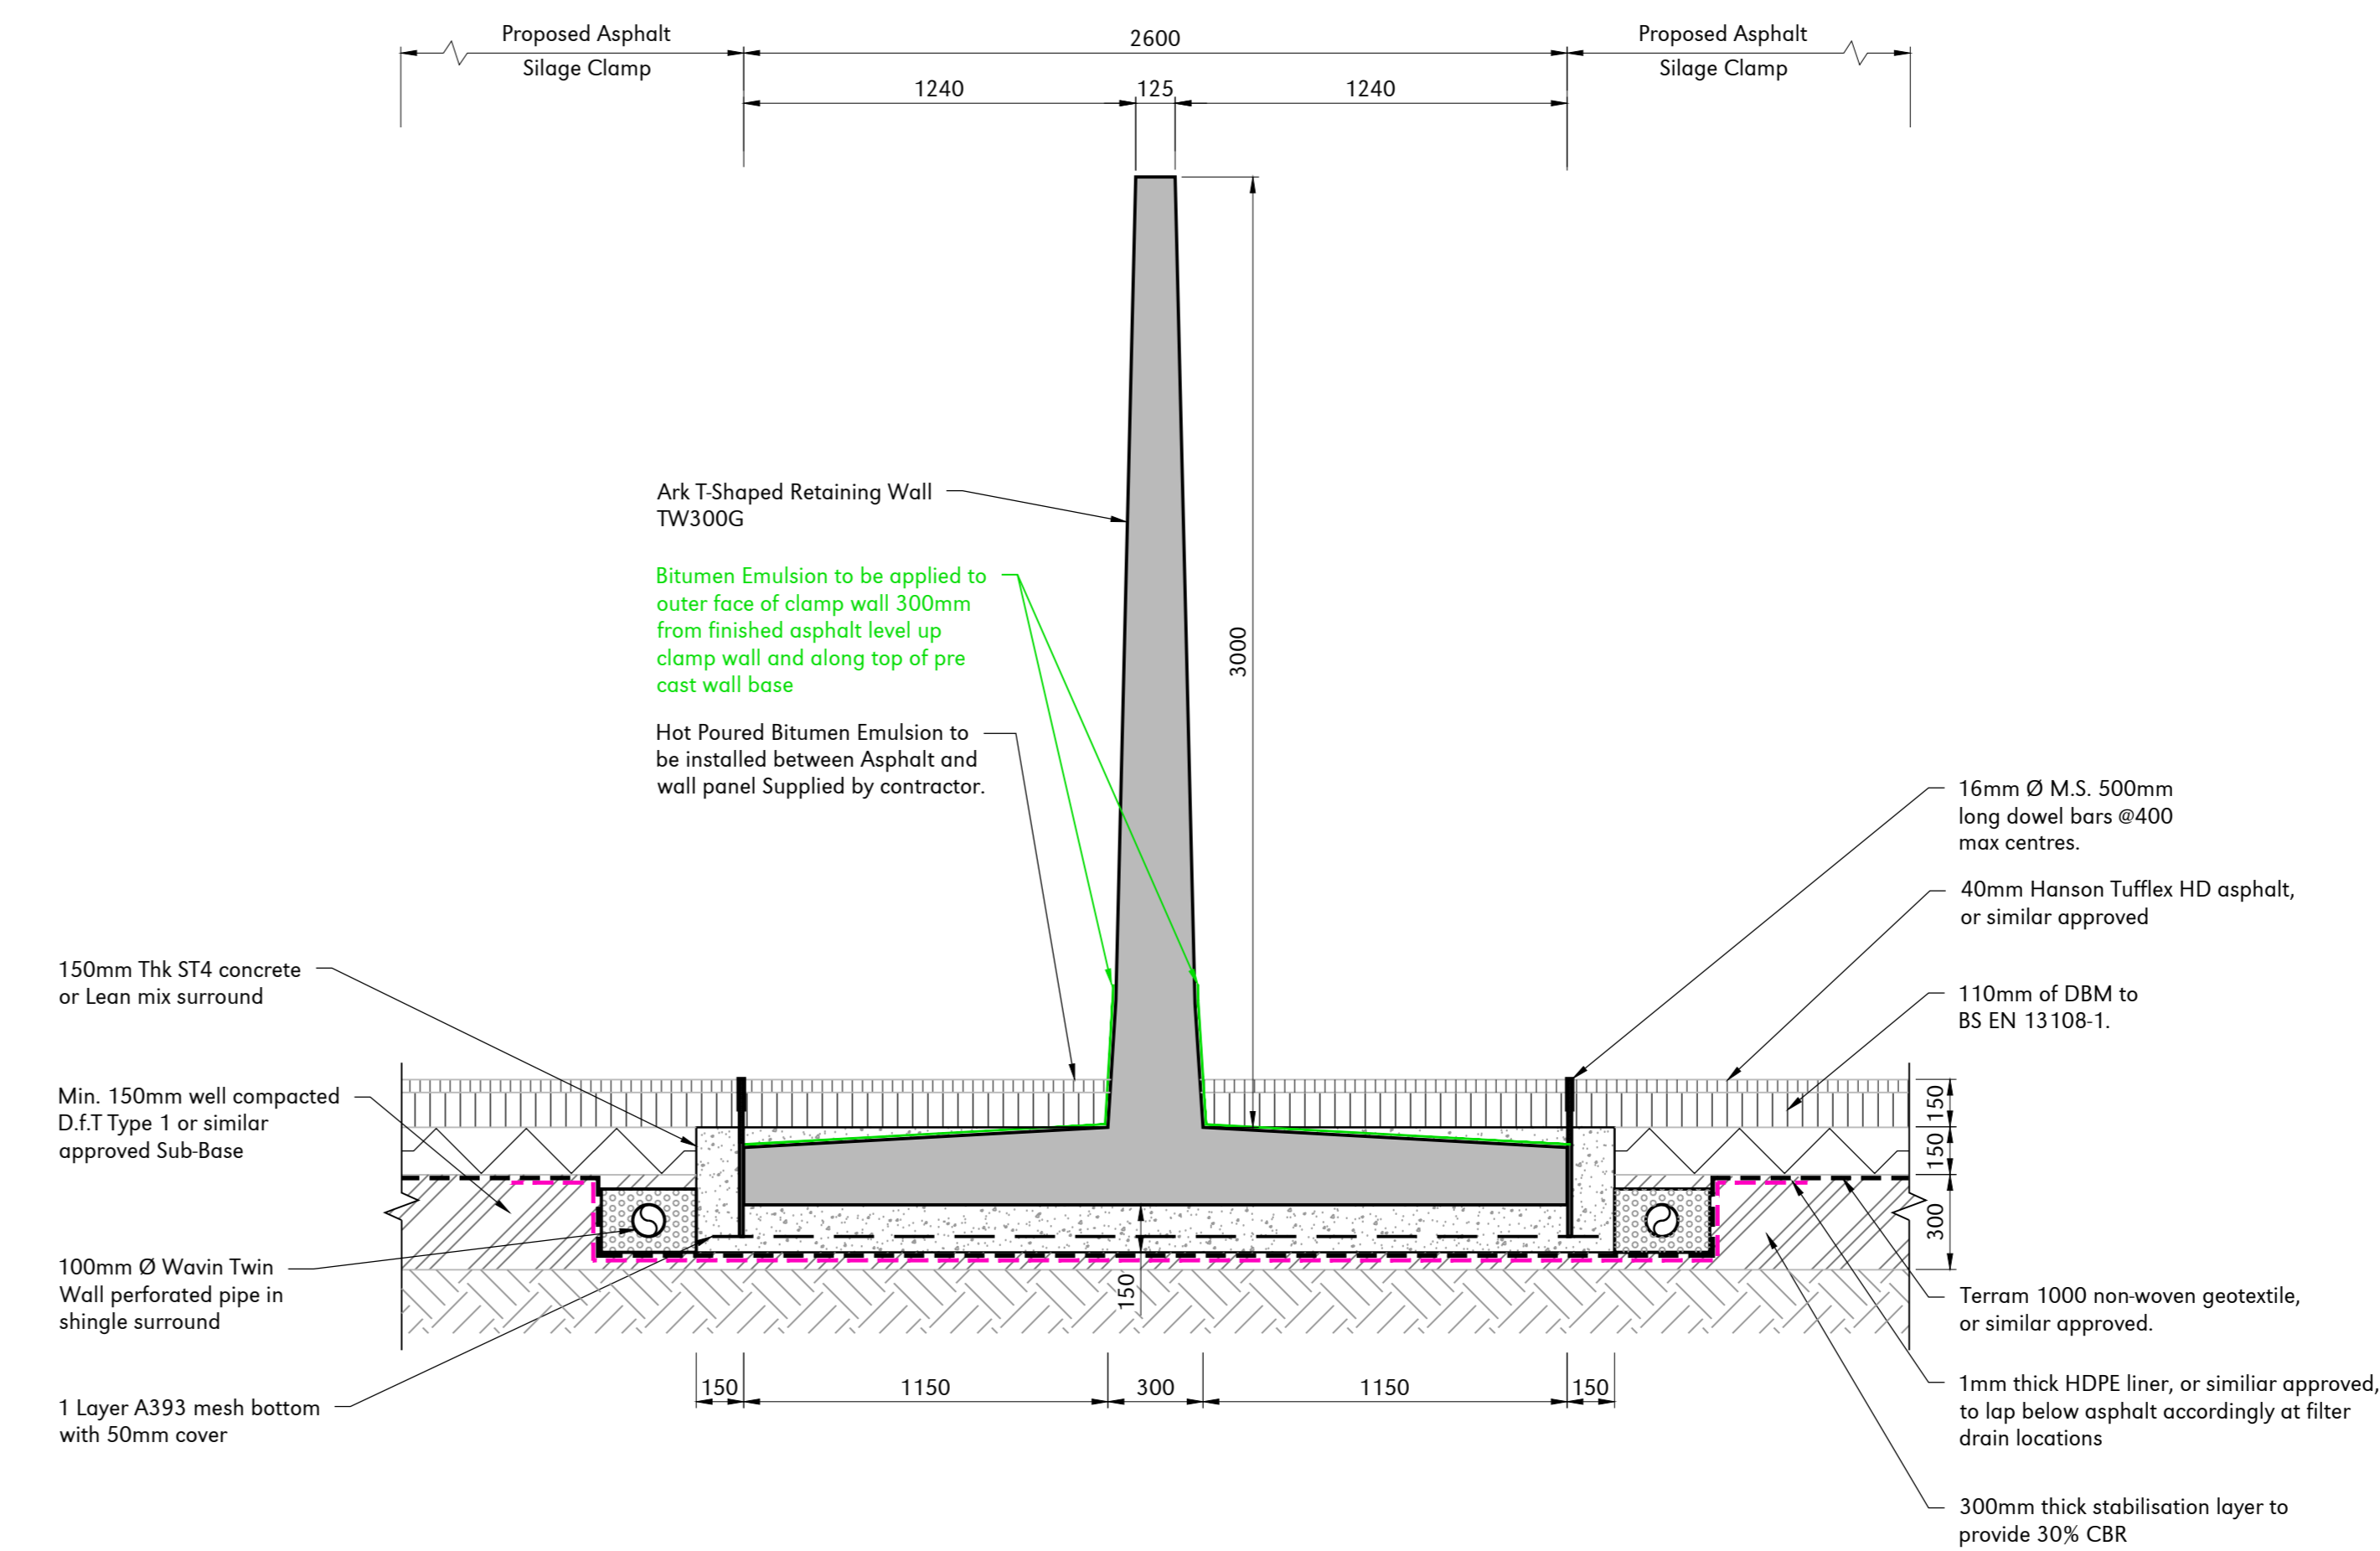 Proposed Asphalt
Silage Clamp
2600
Proposed Asphalt
Silage Clamp
1240
125
1240
Ark T-Shaped Retaining Wall
TW300G
Bitumen Emulsion to be applied to
outer face of clamp wall 300mm
from finished asphalt level up
clamp wall and along top of pre
cast wall base
Hot Poured Bitumen Emulsion to
be installed between Asphalt and
wall panel Supplied by contractor.
3000
16mm Ø M.S. 500mm
long dowel bars @400
max centres.
40mm Hanson Tufflex HD asphalt,
or similar approved
110mm of DBM to
BS EN 13108-1.
150mm Thk ST4 concrete
or Lean mix surround
Min. 150mm well compacted
D.f.T Type 1 or similar
approved Sub-Base
100mm Ø Wavin Twin
Wall perforated pipe in
shingle surround
1 Layer A393 mesh bottom
with 50mm cover
150
150
300
150
Terram 1000 non-woven geotextile,
or similar approved.
1mm thick HDPE liner, or similiar approved,
to lap below asphalt accordingly at filter
drain locations
300mm thick stabilisation layer to
provide 30% CBR
150
1150
300
1150
150